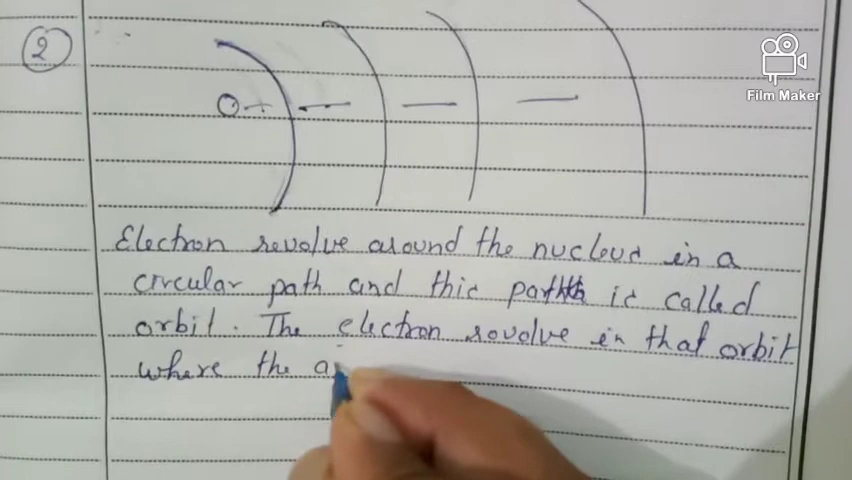 2
Film Maker
Electron revolve around the nucleus in a
circular path and this path is called
orbit. The electron revolve in that orbit
where the a